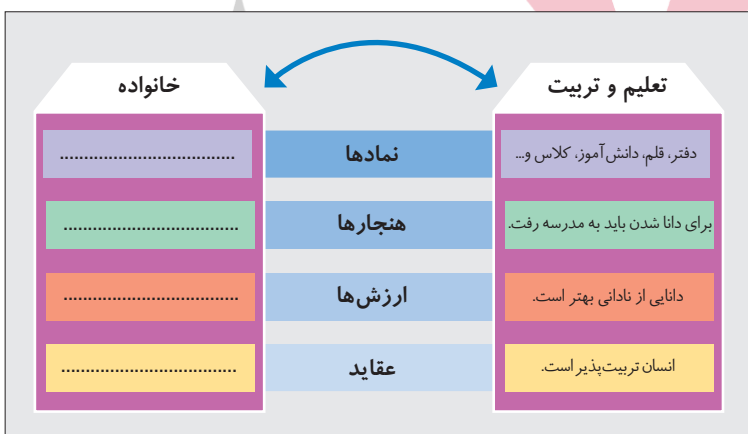 تعلیم و تربیت
خانواده
دفتر، قلم، دانش‌آموز، کلاس و...
نمادها
...................................
برای دانا شدن باید به مدرسه رفت.
هنجارها
...................................
دانایی از نادانی بهتر است.
ارزش‌ها
...................................
انسان تربیت‌پذیر است.
عقاید
...................................